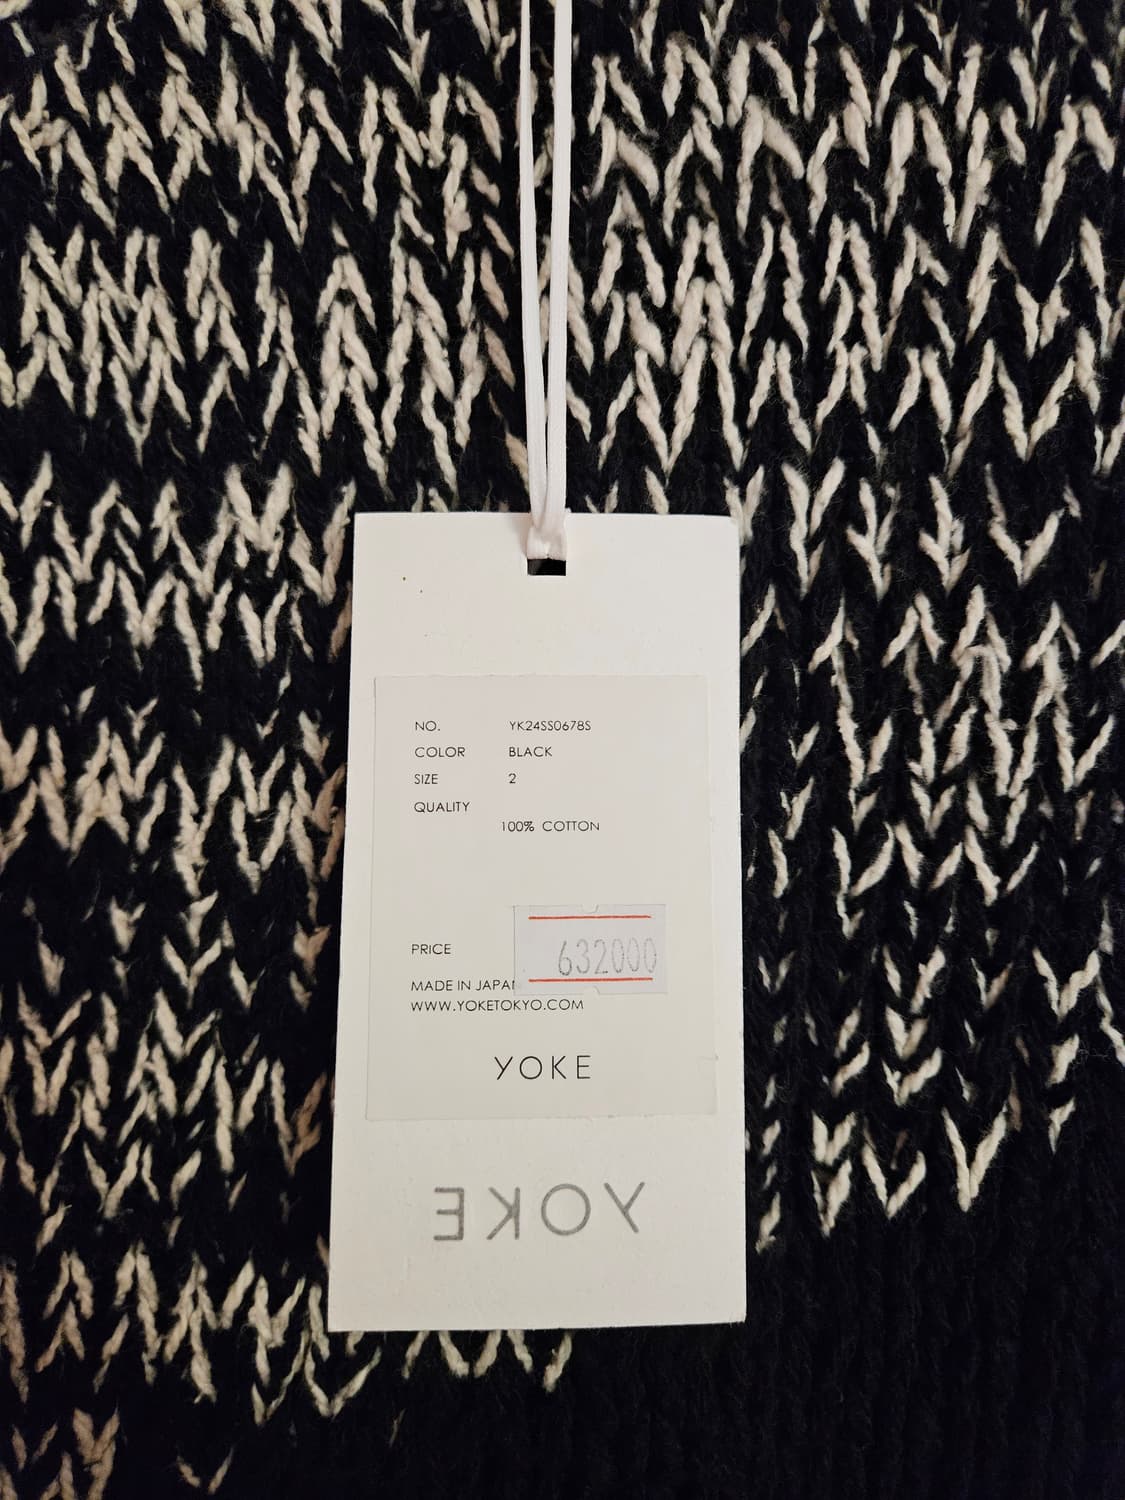 NO. YK24SS0678S
COLOR BLACK
SIZE 2
QUALITY
100% COTTON
PRICE 632000
MADE IN JAPAN
WWW.YOKETOKYO.COM
YOKE
YOKE